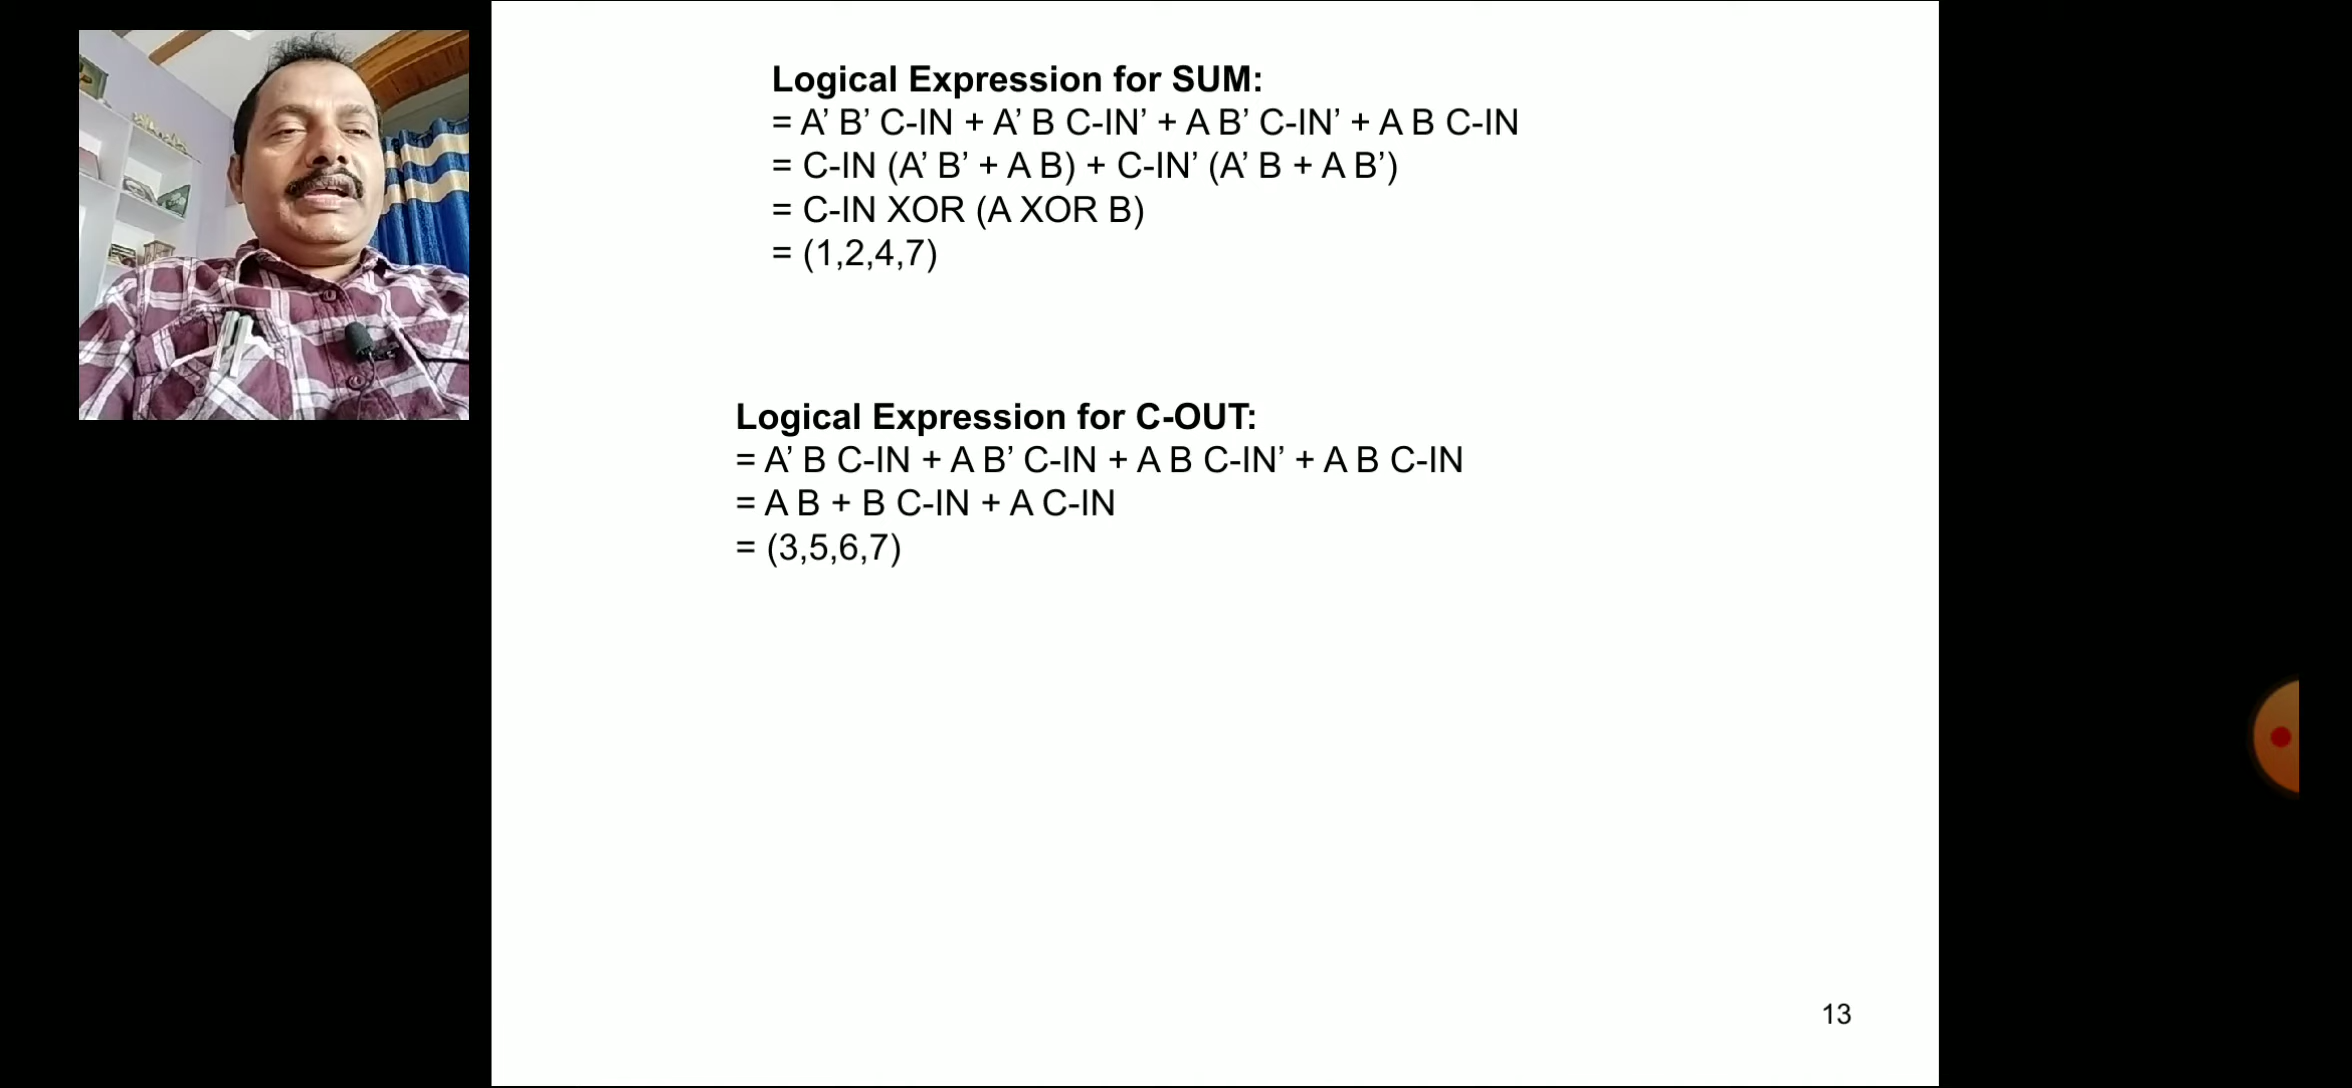 Logical Expression for SUM:
= A’ B’ C-IN + A’ B C-IN’ + A B’ C-IN’ + A B C-IN
= C-IN (A’ B’ + A B) + C-IN’ (A’ B + A B’)
= C-IN XOR (A XOR B)
= (1,2,4,7)
Logical Expression for C-OUT:
= A’ B C-IN + A B’ C-IN + A B C-IN’ + A B C-IN
= A B + B C-IN + A C-IN
= (3,5,6,7)
13